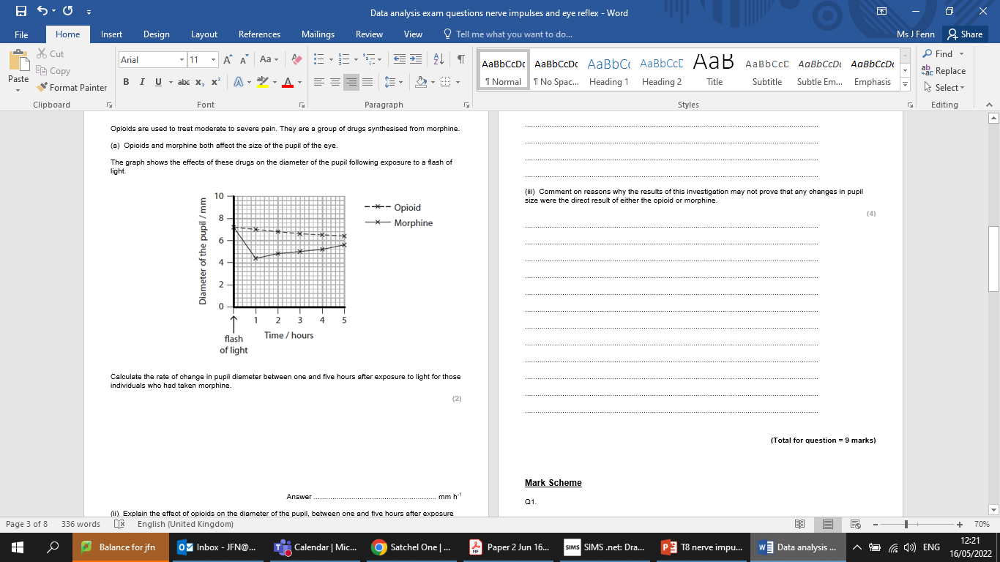 Data analysis exam questions nerve impulses and eye reflex - Word
File Home Insert Design Layout References Mailings Review View Tell me what you want to do... Ms J Fenn Share
Paste
Cut
Copy
Format Painter
Clipboard
Arial 11
Font
Paragraph
AaBbCcDc AaBbCcDc AaBbCc AaBbCcD AaB AaBbCcD AaBbCcDc AaBbCcDc
¶ Normal ¶ No Spac... Heading 1 Heading 2 Title Subtitle Subtle Em... Emphasis
Styles
Find
Replace
Select
Editing
Opioids are used to treat moderate to severe pain. They are a group of drugs synthesised from morphine.
(a) Opioids and morphine both affect the size of the pupil of the eye.
The graph shows the effects of these drugs on the diameter of the pupil following exposure to a flash of
light.
Diameter of the pupil / mm
10
8
6
4
2
0
1 2 3 4 5
Time / hours
flash
of light
Opioid
Morphine
Calculate the rate of change in pupil diameter between one and five hours after exposure to light for those
individuals who had taken morphine.
(2)
Answer ............................................................ mm h-1
(ii) Explain the effect of opioids on the diameter of the pupil, between one and five hours after exposure
(iii) Comment on reasons why the results of this investigation may not prove that any changes in pupil
size were the direct result of either the opioid or morphine.
(4)
(Total for question = 9 marks)
Mark Scheme
Q1.
Page 3 of 8 336 words English (United Kingdom) 70%
Balance for jfn Inbox - JFN@... Calendar | Mic... Satchel One | ... Paper 2 Jun 16... SIMS .net: Dra... T8 nerve impu... Data analysis ... ENG
12:21
16/05/2022